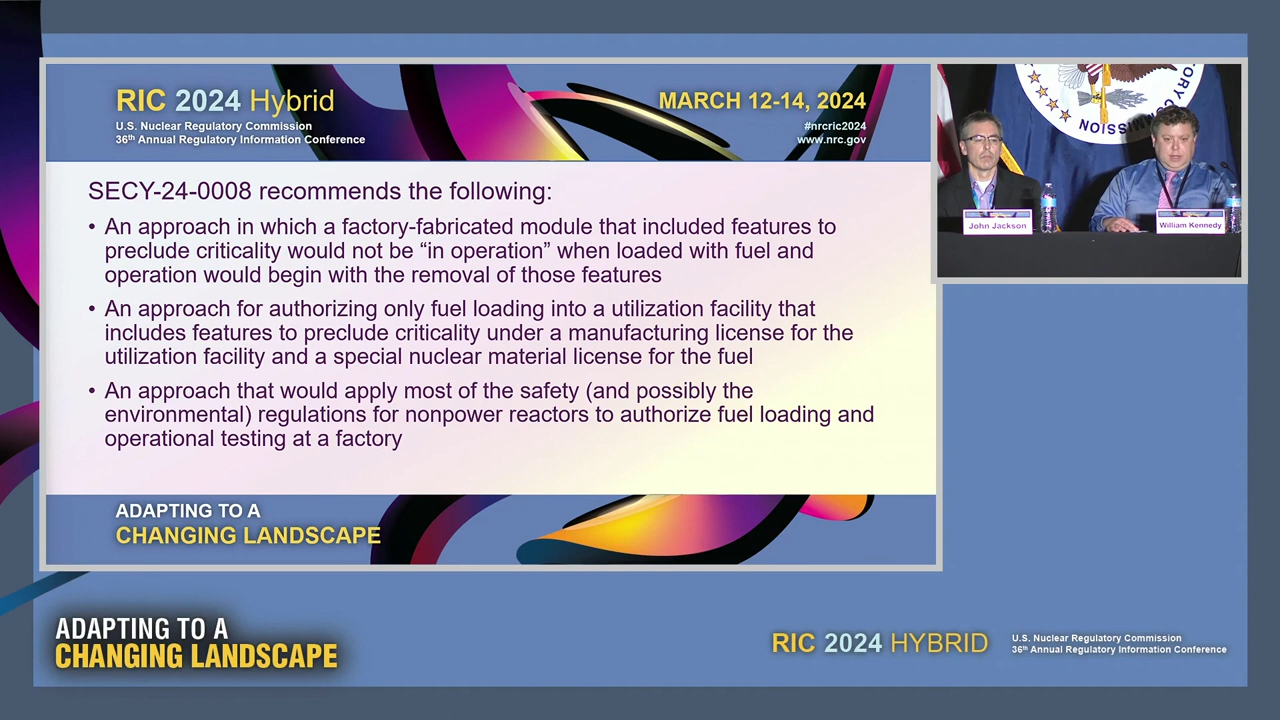 RIC 2024 Hybrid
U.S. Nuclear Regulatory Commission
36th Annual Regulatory Information Conference
MARCH 12-14, 2024
#nrcric2024
www.nrc.gov
SECY-24-0008 recommends the following:
• An approach in which a factory-fabricated module that included features to
preclude criticality would not be “in operation” when loaded with fuel and
operation would begin with the removal of those features
• An approach for authorizing only fuel loading into a utilization facility that
includes features to preclude criticality under a manufacturing license for the
utilization facility and a special nuclear material license for the fuel
• An approach that would apply most of the safety (and possibly the
environmental) regulations for nonpower reactors to authorize fuel loading and
operational testing at a factory
ADAPTING TO A
CHANGING LANDSCAPE
ORY COMMISSION
John Jackson
William Kennedy
ADAPTING TO A
CHANGING LANDSCAPE
RIC 2024 HYBRID
U.S. Nuclear Regulatory Commission
36th Annual Regulatory Information Conference